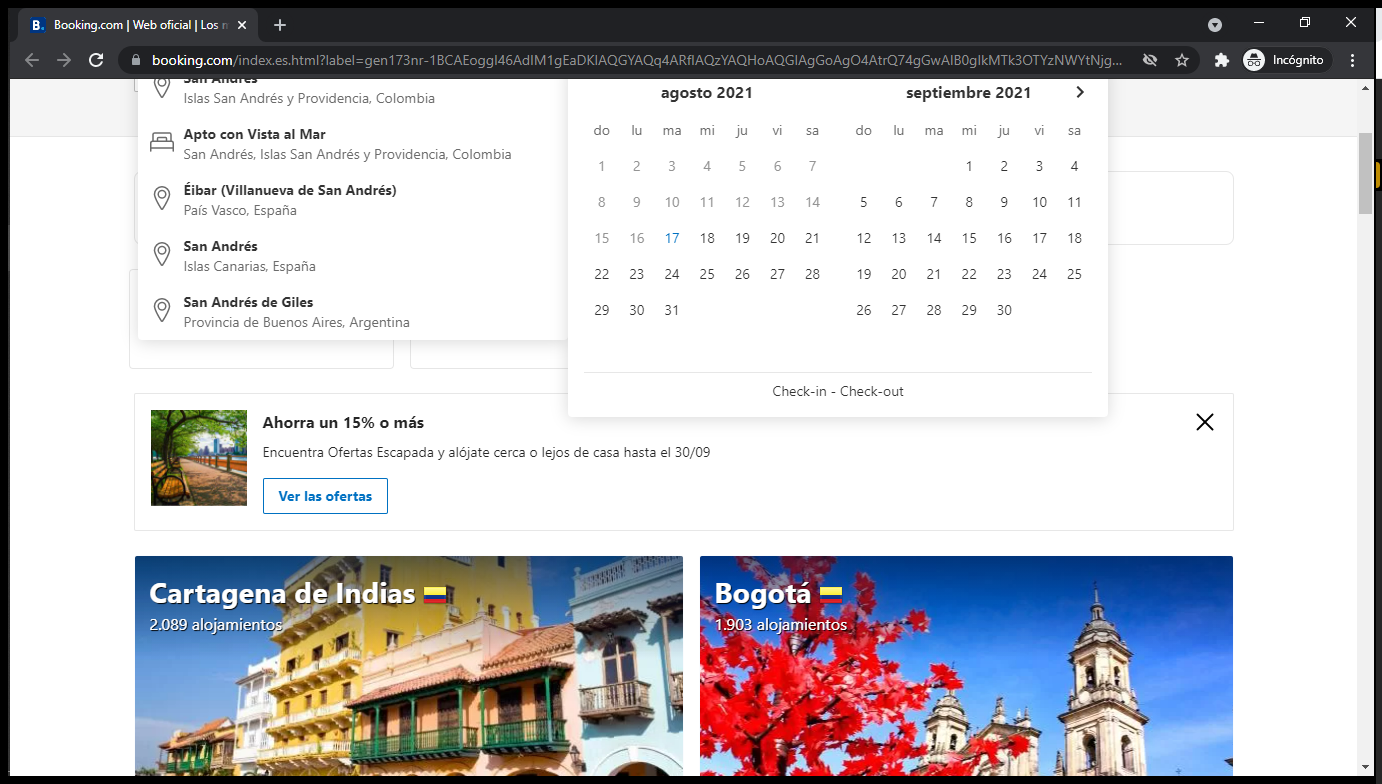 Booking.com | Web oficial | Los
booking.com/index.es.html?label=gen173nr-1BCAEoggI46AdIM1gEaDKIAQGYAQq4ARfIAQzYAQHoAQGIAgGoAgO4AtrQ74gGwAIB0gIkMTk3OTYzNWYtNjg...
Incógnito
San Andrés
Islas San Andrés y Providencia, Colombia
Apto con Vista al Mar
San Andrés, Islas San Andrés y Providencia, Colombia
Éibar (Villanueva de San Andrés)
País Vasco, España
San Andrés
Islas Canarias, España
San Andrés de Giles
Provincia de Buenos Aires, Argentina
agosto 2021
do lu ma mi ju vi sa
1 2 3 4 5 6 7
8 9 10 11 12 13 14
15 16 17 18 19 20 21
22 23 24 25 26 27 28
29 30 31
septiembre 2021
do lu ma mi ju vi sa
1 2 3 4
5 6 7 8 9 10 11
12 13 14 15 16 17 18
19 20 21 22 23 24 25
26 27 28 29 30
Check-in - Check-out
Ahorra un 15% o más
Encuentra Ofertas Escapada y alójate cerca o lejos de casa hasta el 30/09
Ver las ofertas
Cartagena de Indias
2.089 alojamientos
Bogotá
1.903 alojamientos